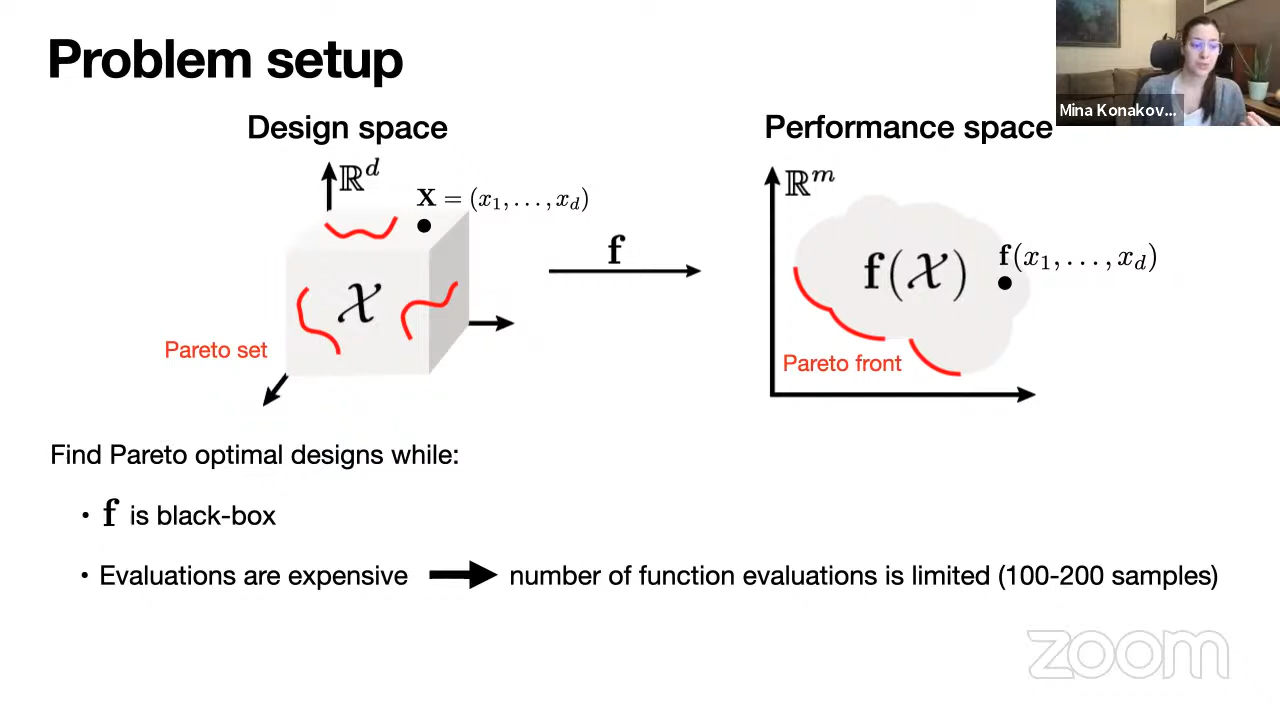 Problem setup
Mina Konakov...
Design space
Performance space
ℝ^d
𝐱 = (x₁, …, x_d)
ℝ^m
𝐟
𝐟(𝒳)
𝐟(x₁, …, x_d)
𝒳
Pareto set
Pareto front
Find Pareto optimal designs while:
• 𝐟 is black-box
• Evaluations are expensive → number of function evaluations is limited (100-200 samples)
zoom